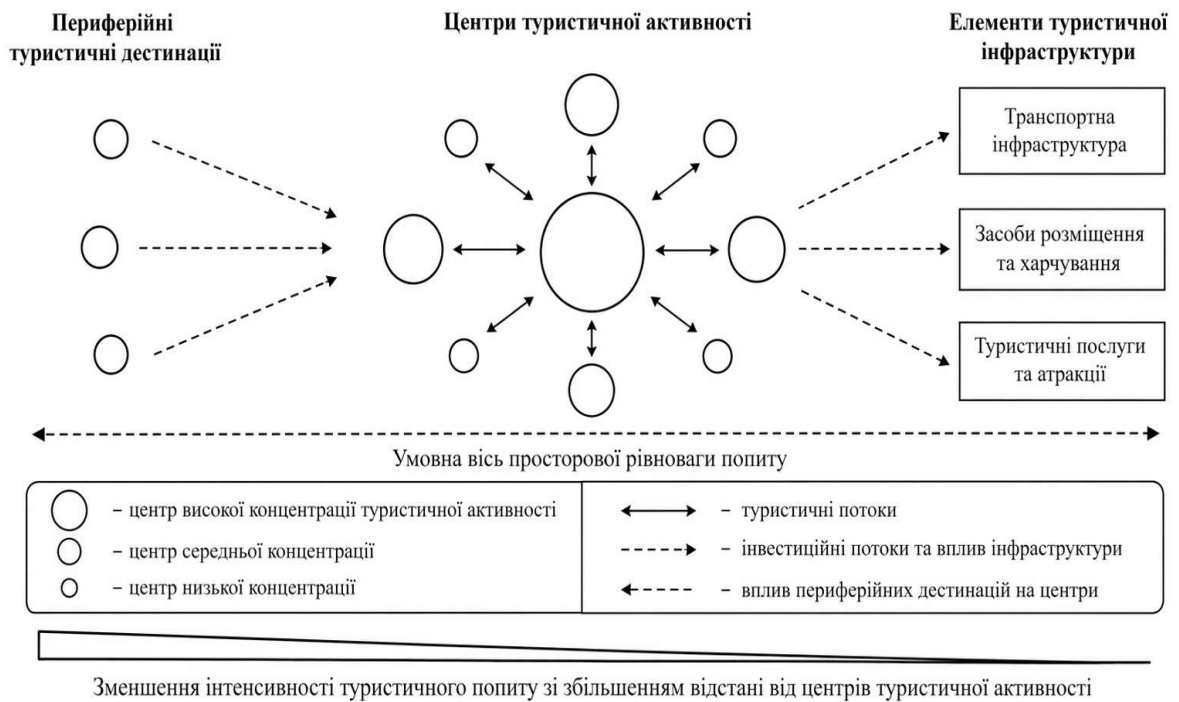 Периферійні
туристичні дестинації
Центри туристичної активності
Елементи туристичної
інфраструктури
Транспортна
інфраструктура
Засоби розміщення
та харчування
Туристичні послуги
та атракції
Умовна вісь просторової рівноваги попиту
– центр високої концентрації туристичної активності
– центр середньої концентрації
– центр низької концентрації
– туристичні потоки
– інвестиційні потоки та вплив інфраструктури
– вплив периферійних дестинацій на центри
Зменшення інтенсивності туристичного попиту зі збільшенням відстані від центрів туристичної активності